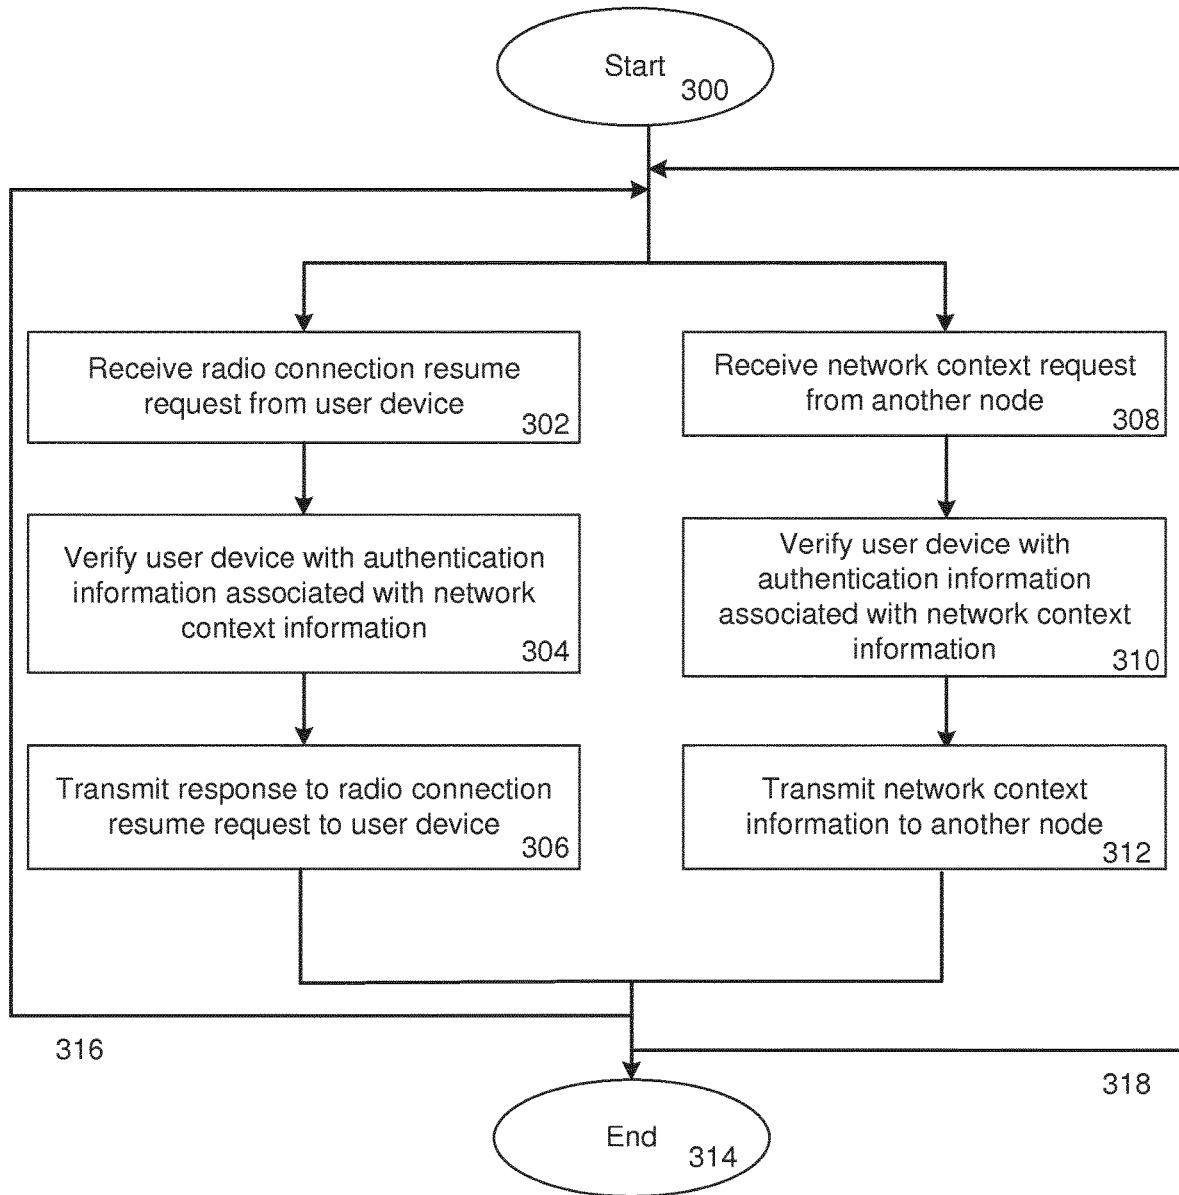 Start
300
Receive radio connection resume
request from user device
302
Verify user device with authentication
information associated with network
context information
304
Transmit response to radio connection
resume request to user device
306
Receive network context request
from another node
308
Verify user device with
authentication information
associated with network context
information
310
Transmit network context
information to another node
312
316
318
End
314